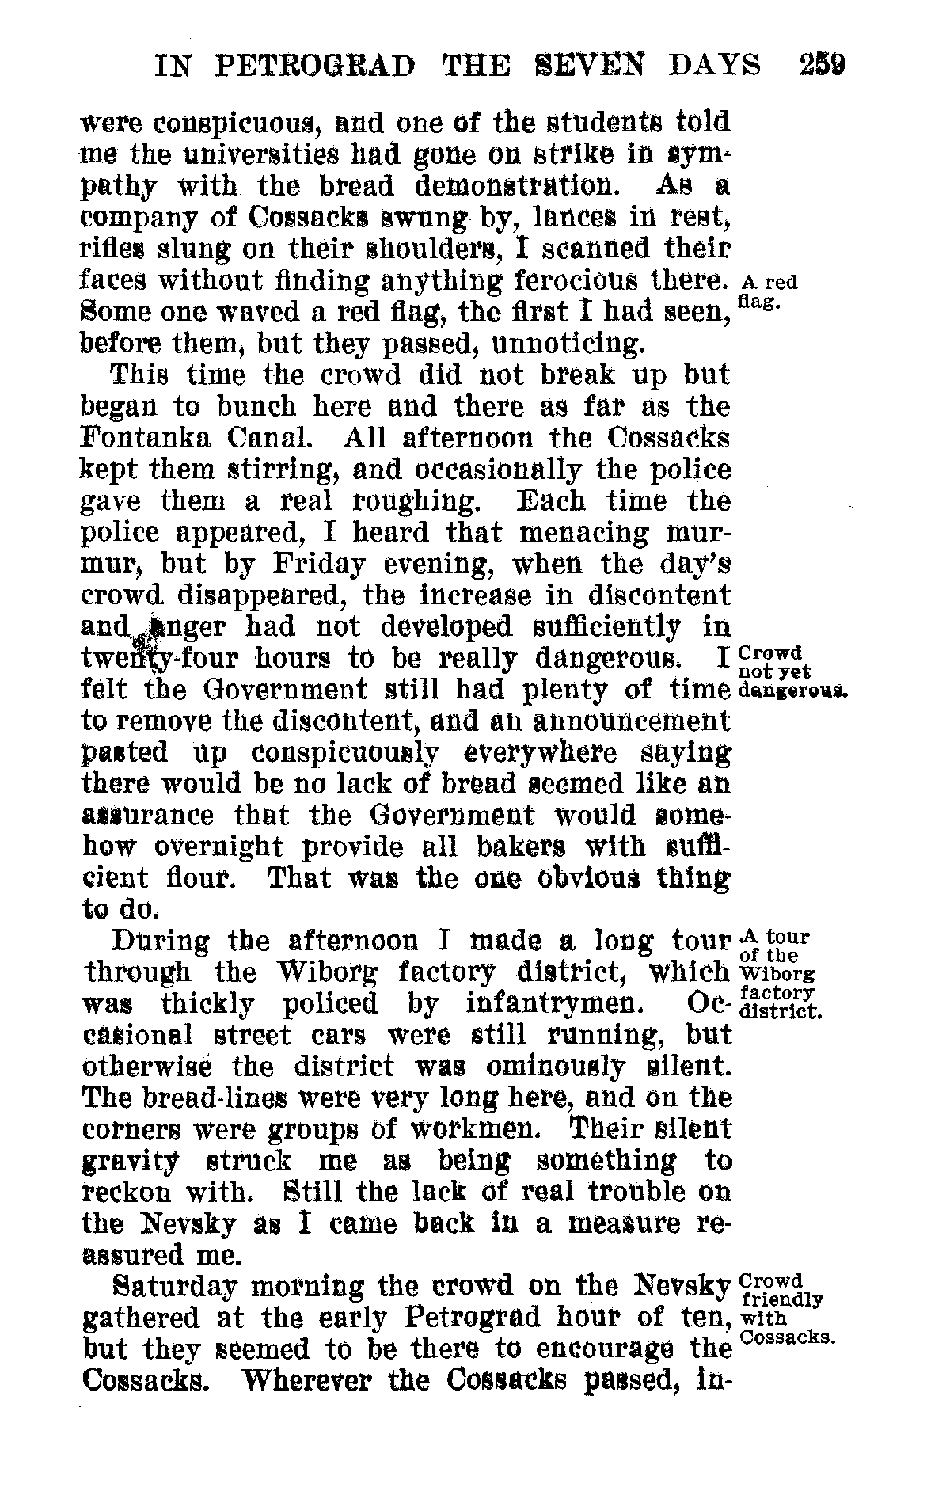 IN PETROGRAD THE SEVEN DAYS 259
were conspicuous, and one of the students told
me the universities had gone on strike in sym-
pathy with the bread demonstration. As a
company of Cossacks swung by, lances in rest,
rifles slung on their shoulders, I scanned their
faces without finding anything ferocious there.
A red
Some one waved a red flag, the first I had seen,
flag.
before them, but they passed, unnoticing.
This time the crowd did not break up but
began to bunch here and there as far as the
Fontanka Canal. All afternoon the Cossacks
kept them stirring, and occasionally the police
gave them a real roughing. Each time the
police appeared, I heard that menacing mur-
mur, but by Friday evening, when the day's
crowd disappeared, the increase in discontent
and anger had not developed sufficiently in
twenty-four hours to be really dangerous. I
Crowd
not yet
felt the Government still had plenty of time
dangerous.
to remove the discontent, and an announcement
pasted up conspicuously everywhere saying
there would be no lack of bread seemed like an
assurance that the Government would some-
how overnight provide all bakers with suffi-
cient flour. That was the one obvious thing
to do.
During the afternoon I made a long tour
A tour
of the
through the Wiborg factory district, which
Wiborg
was thickly policed by infantrymen. Oc-
factory
district.
casional street cars were still running, but
otherwise the district was ominously silent.
The bread-lines were very long here, and on the
corners were groups of workmen. Their silent
gravity struck me as being something to
reckon with. Still the lack of real trouble on
the Nevsky as I came back in a measure re-
assured me.
Saturday morning the crowd on the Nevsky
Crowd
friendly
gathered at the early Petrograd hour of ten,
with
but they seemed to be there to encourage the
Cossacks.
Cossacks. Wherever the Cossacks passed, in-